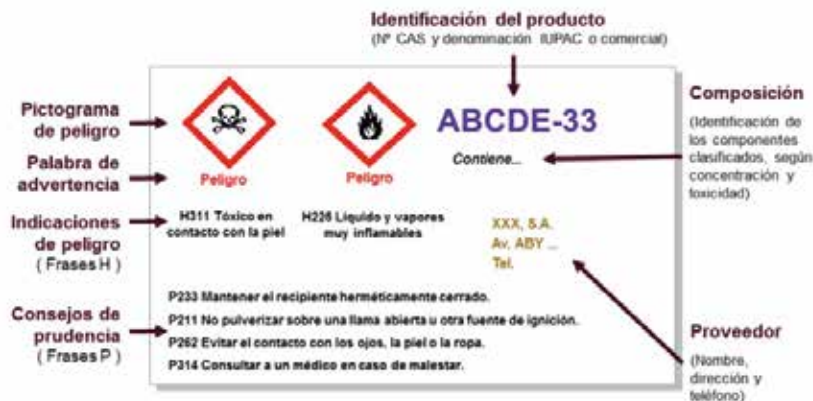 Identificación del producto
(Nº CAS y denominación IUPAC o comercial)
Pictograma
de peligro
Palabra de
advertencia
Indicaciones
de peligro
( Frases H )
Consejos de
prudencia
( Frases P )
Peligro
Peligro
ABCDE-33
Contiene...
H311 Tóxico en
contacto con la piel
H226 Líquido y vapores
muy inflamables
XXX, S.A.
Av. ABY ...
Tel.
P233 Mantener el recipiente herméticamente cerrado.
P211 No pulverizar sobre una llama abierta u otra fuente de ignición.
P262 Evitar el contacto con los ojos, la piel o la ropa.
P314 Consultar a un médico en caso de malestar.
Composición
(Identificación de
los componentes
clasificados, según
concentración y
toxicidad)
Proveedor
(Nombre,
dirección y
teléfono)